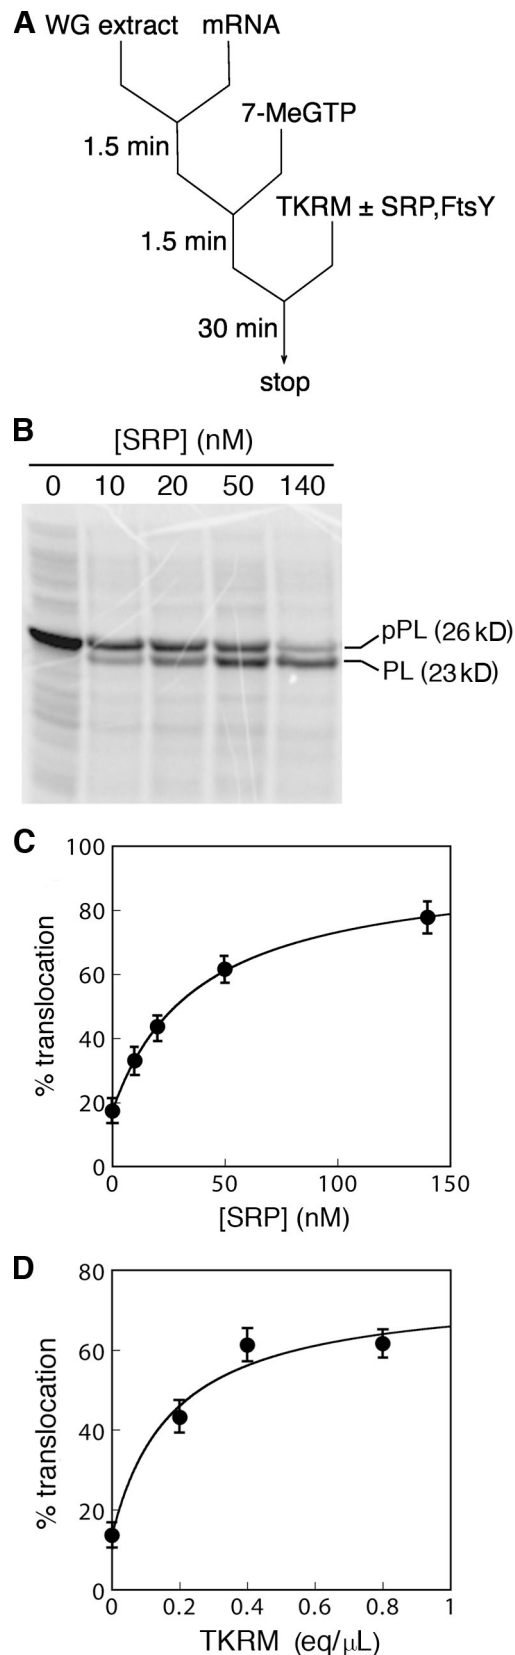 A WG extract mRNA
7-MeGTP
1.5 min
TKRM ± SRP,FtsY
1.5 min
30 min
stop
B
[SRP] (nM)
0 10 20 50 140
pPL (26 kD)
PL (23 kD)
C
100
80
60
40
20
0
% translocation
0 50 100 150
[SRP] (nM)
D
80
60
40
20
0
% translocation
0 0.2 0.4 0.6 0.8 1
TKRM (eq/μL)